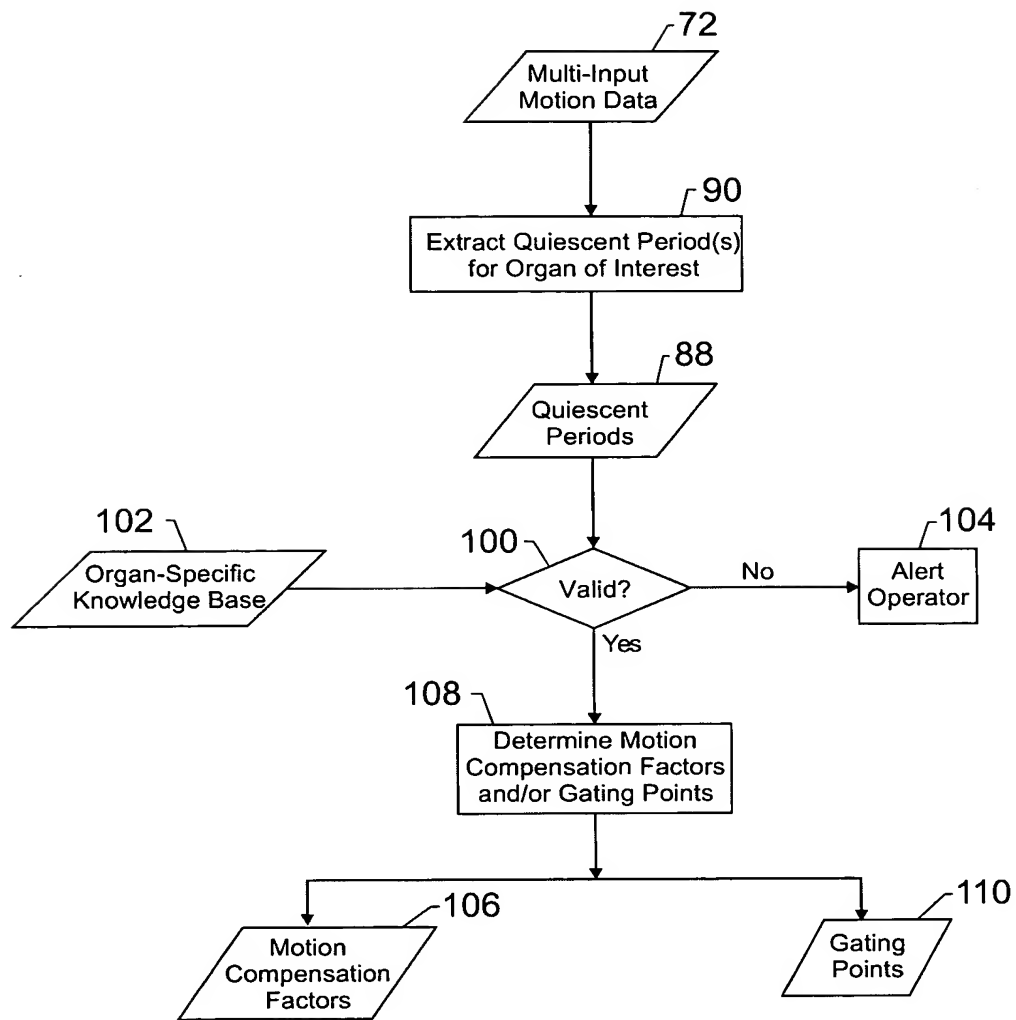 72
Multi-Input
Motion Data
90
Extract Quiescent Period(s)
for Organ of Interest
88
Quiescent
Periods
102
Organ-Specific
Knowledge Base
100
Valid?
No
104
Alert
Operator
Yes
108
Determine Motion
Compensation Factors
and/or Gating Points
106
Motion
Compensation
Factors
110
Gating
Points